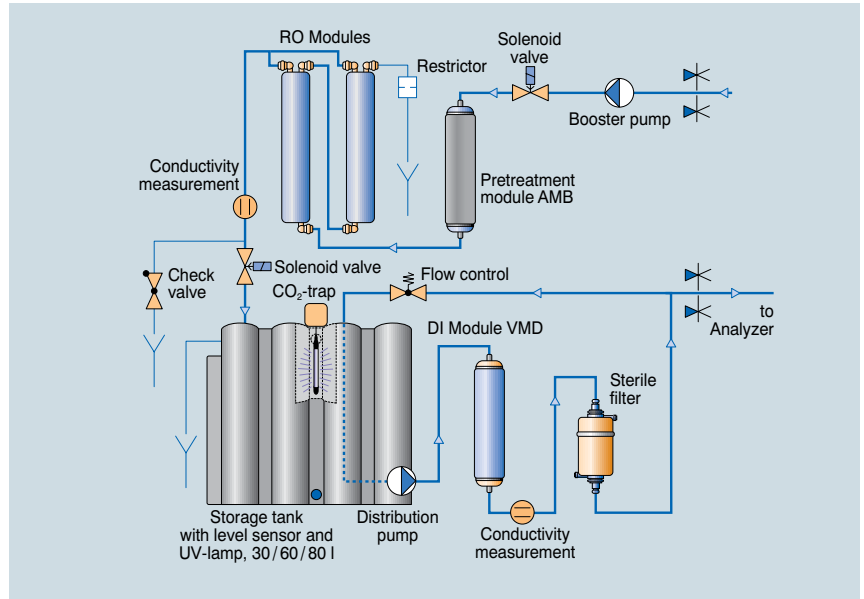 RO Modules
Solenoid
valve
Restrictor
Booster pump
Conductivity
measurement
Pretreatment
module AMB
Solenoid valve
Flow control
Check
valve
CO₂-trap
to
Analyzer
DI Module VMD
Sterile
filter
Storage tank
with level sensor and
UV-lamp, 30/60/80 l
Distribution
pump
Conductivity
measurement